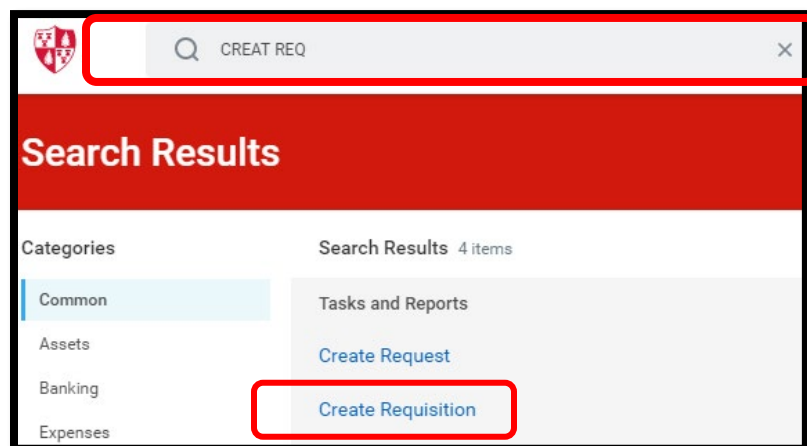 CREAT REQ
Search Results
Categories
Common
Assets
Banking
Expenses
Search Results 4 items
Tasks and Reports
Create Request
Create Requisition